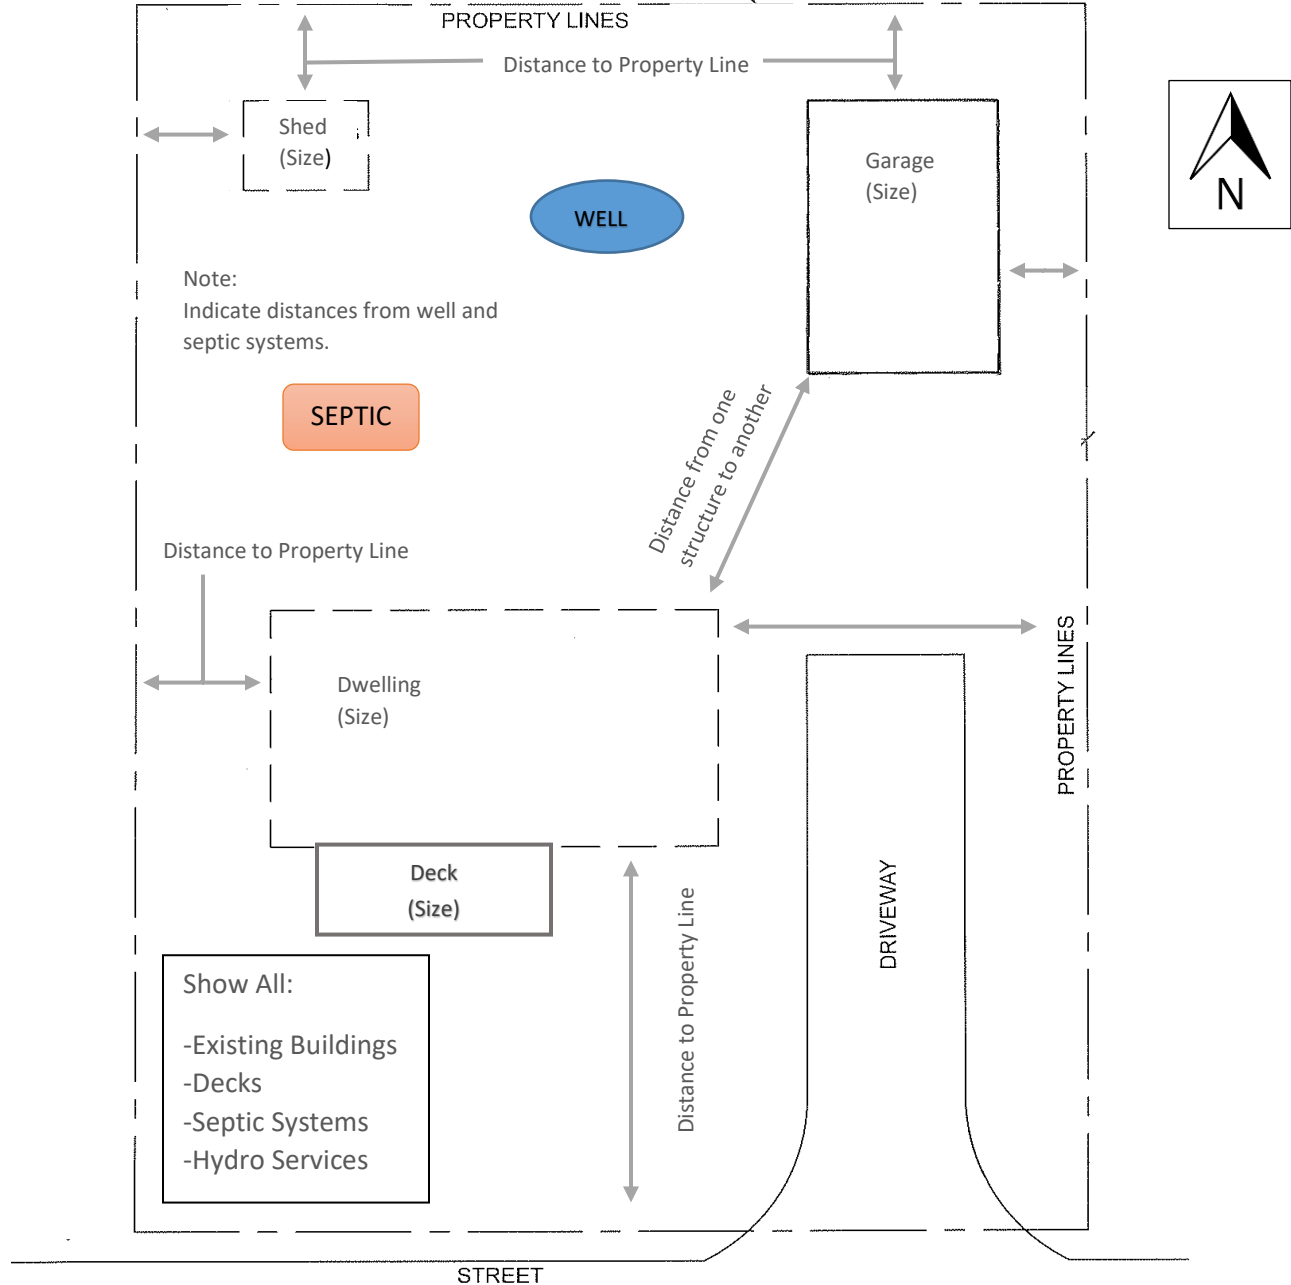 PROPERTY LINES
Distance to Property Line
Shed
(Size)
Garage
(Size)
N
WELL
Note:
Indicate distances from well and
septic systems.
SEPTIC
Distance from one
structure to another
Distance to Property Line
PROPERTY LINES
Dwelling
(Size)
Deck
(Size)
Distance to Property Line
DRIVEWAY
Show All:
-Existing Buildings
-Decks
-Septic Systems
-Hydro Services
STREET